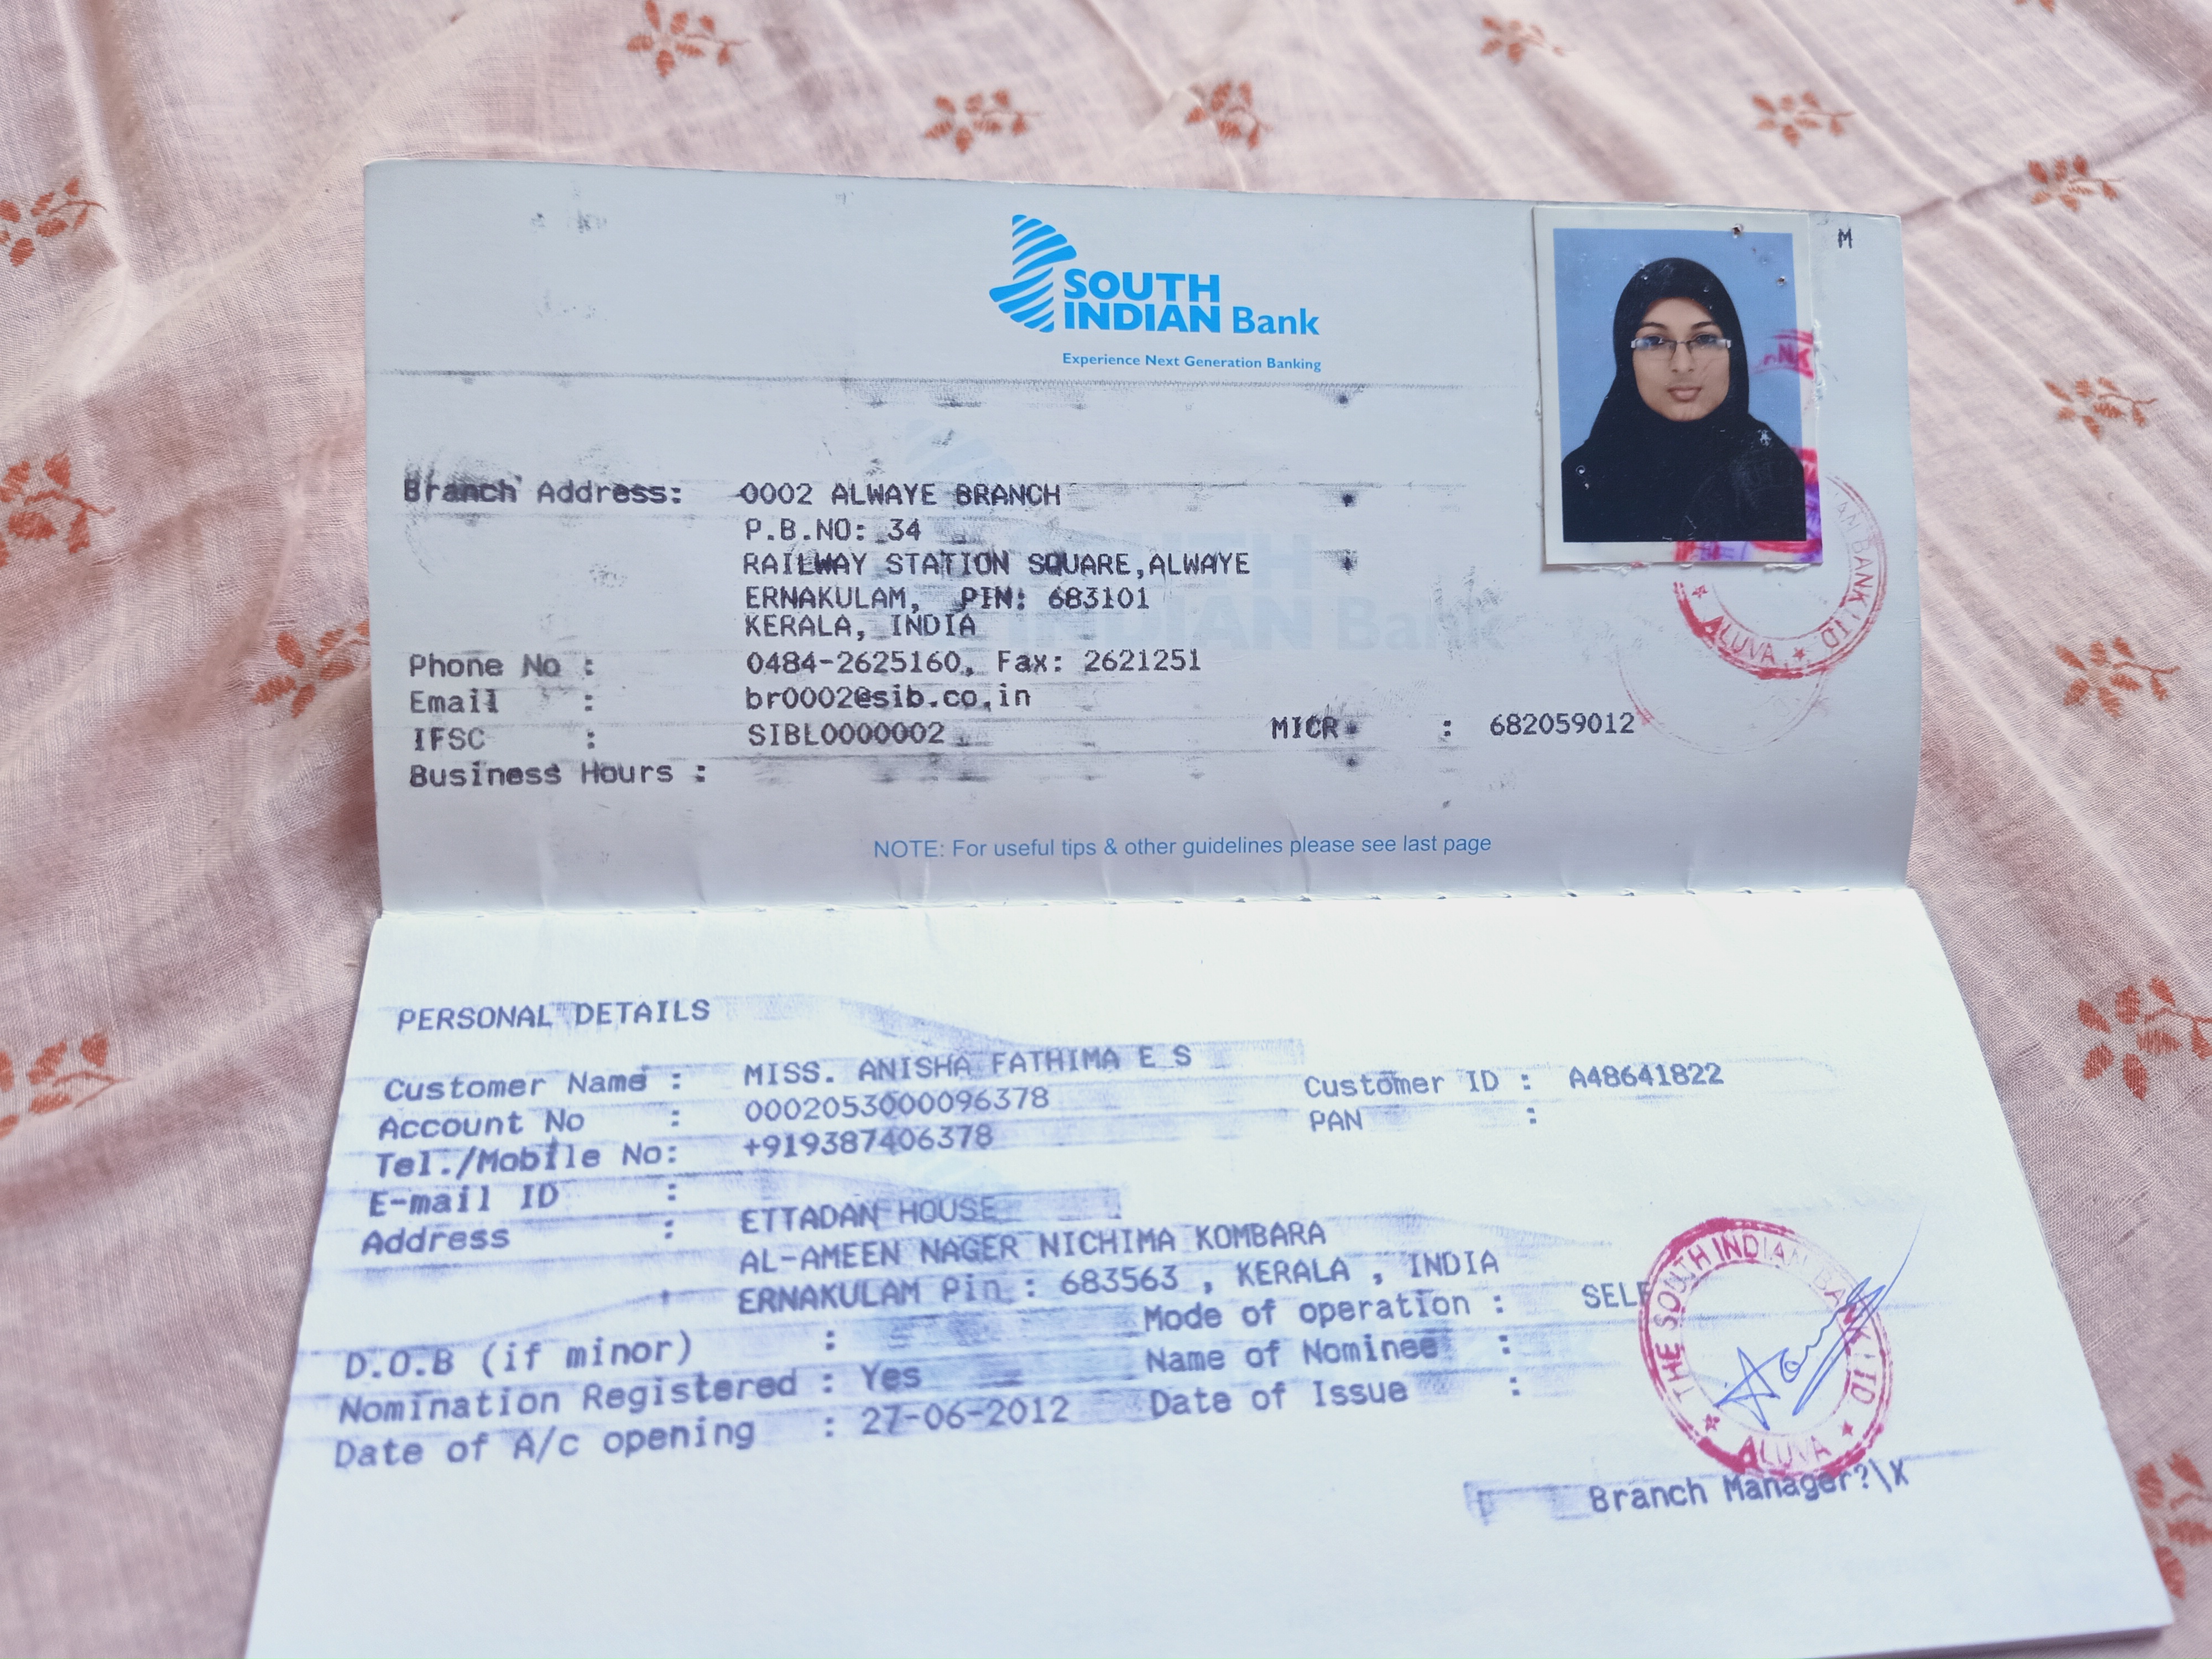 M
SOUTH
INDIAN Bank
Experience Next Generation Banking
Branch Address: 0002 ALWAYE BRANCH
P.B.NO: 34
RAILWAY STATION SQUARE,ALWAYE
ERNAKULAM, PIN: 683101
KERALA, INDIA
Phone No : 0484-2625160, Fax: 2621251
Email : br0002@sib.co.in
IFSC : SIBL0000002 MICR : 682059012
Business Hours :
BANK LTD ★ ALUVA ★
NOTE: For useful tips & other guidelines please see last page
PERSONAL DETAILS
Customer Name : MISS. ANISHA FATHIMA E S Customer ID : A48641822
Account No : 0002053000096378 PAN :
Tel./Mobile No: +919387406378
E-mail ID :
Address : ETTADAN HOUSE
AL-AMEEN NAGER NICHIMA KOMBARA
ERNAKULAM Pin : 683563 , KERALA , INDIA
Mode of operation : SELF
D.O.B (if minor) : Name of Nominee :
Nomination Registered : Yes Date of Issue :
Date of A/c opening : 27-06-2012
THE SOUTH INDIAN BANK LTD ★ ALUVA ★
Branch Manager?\X